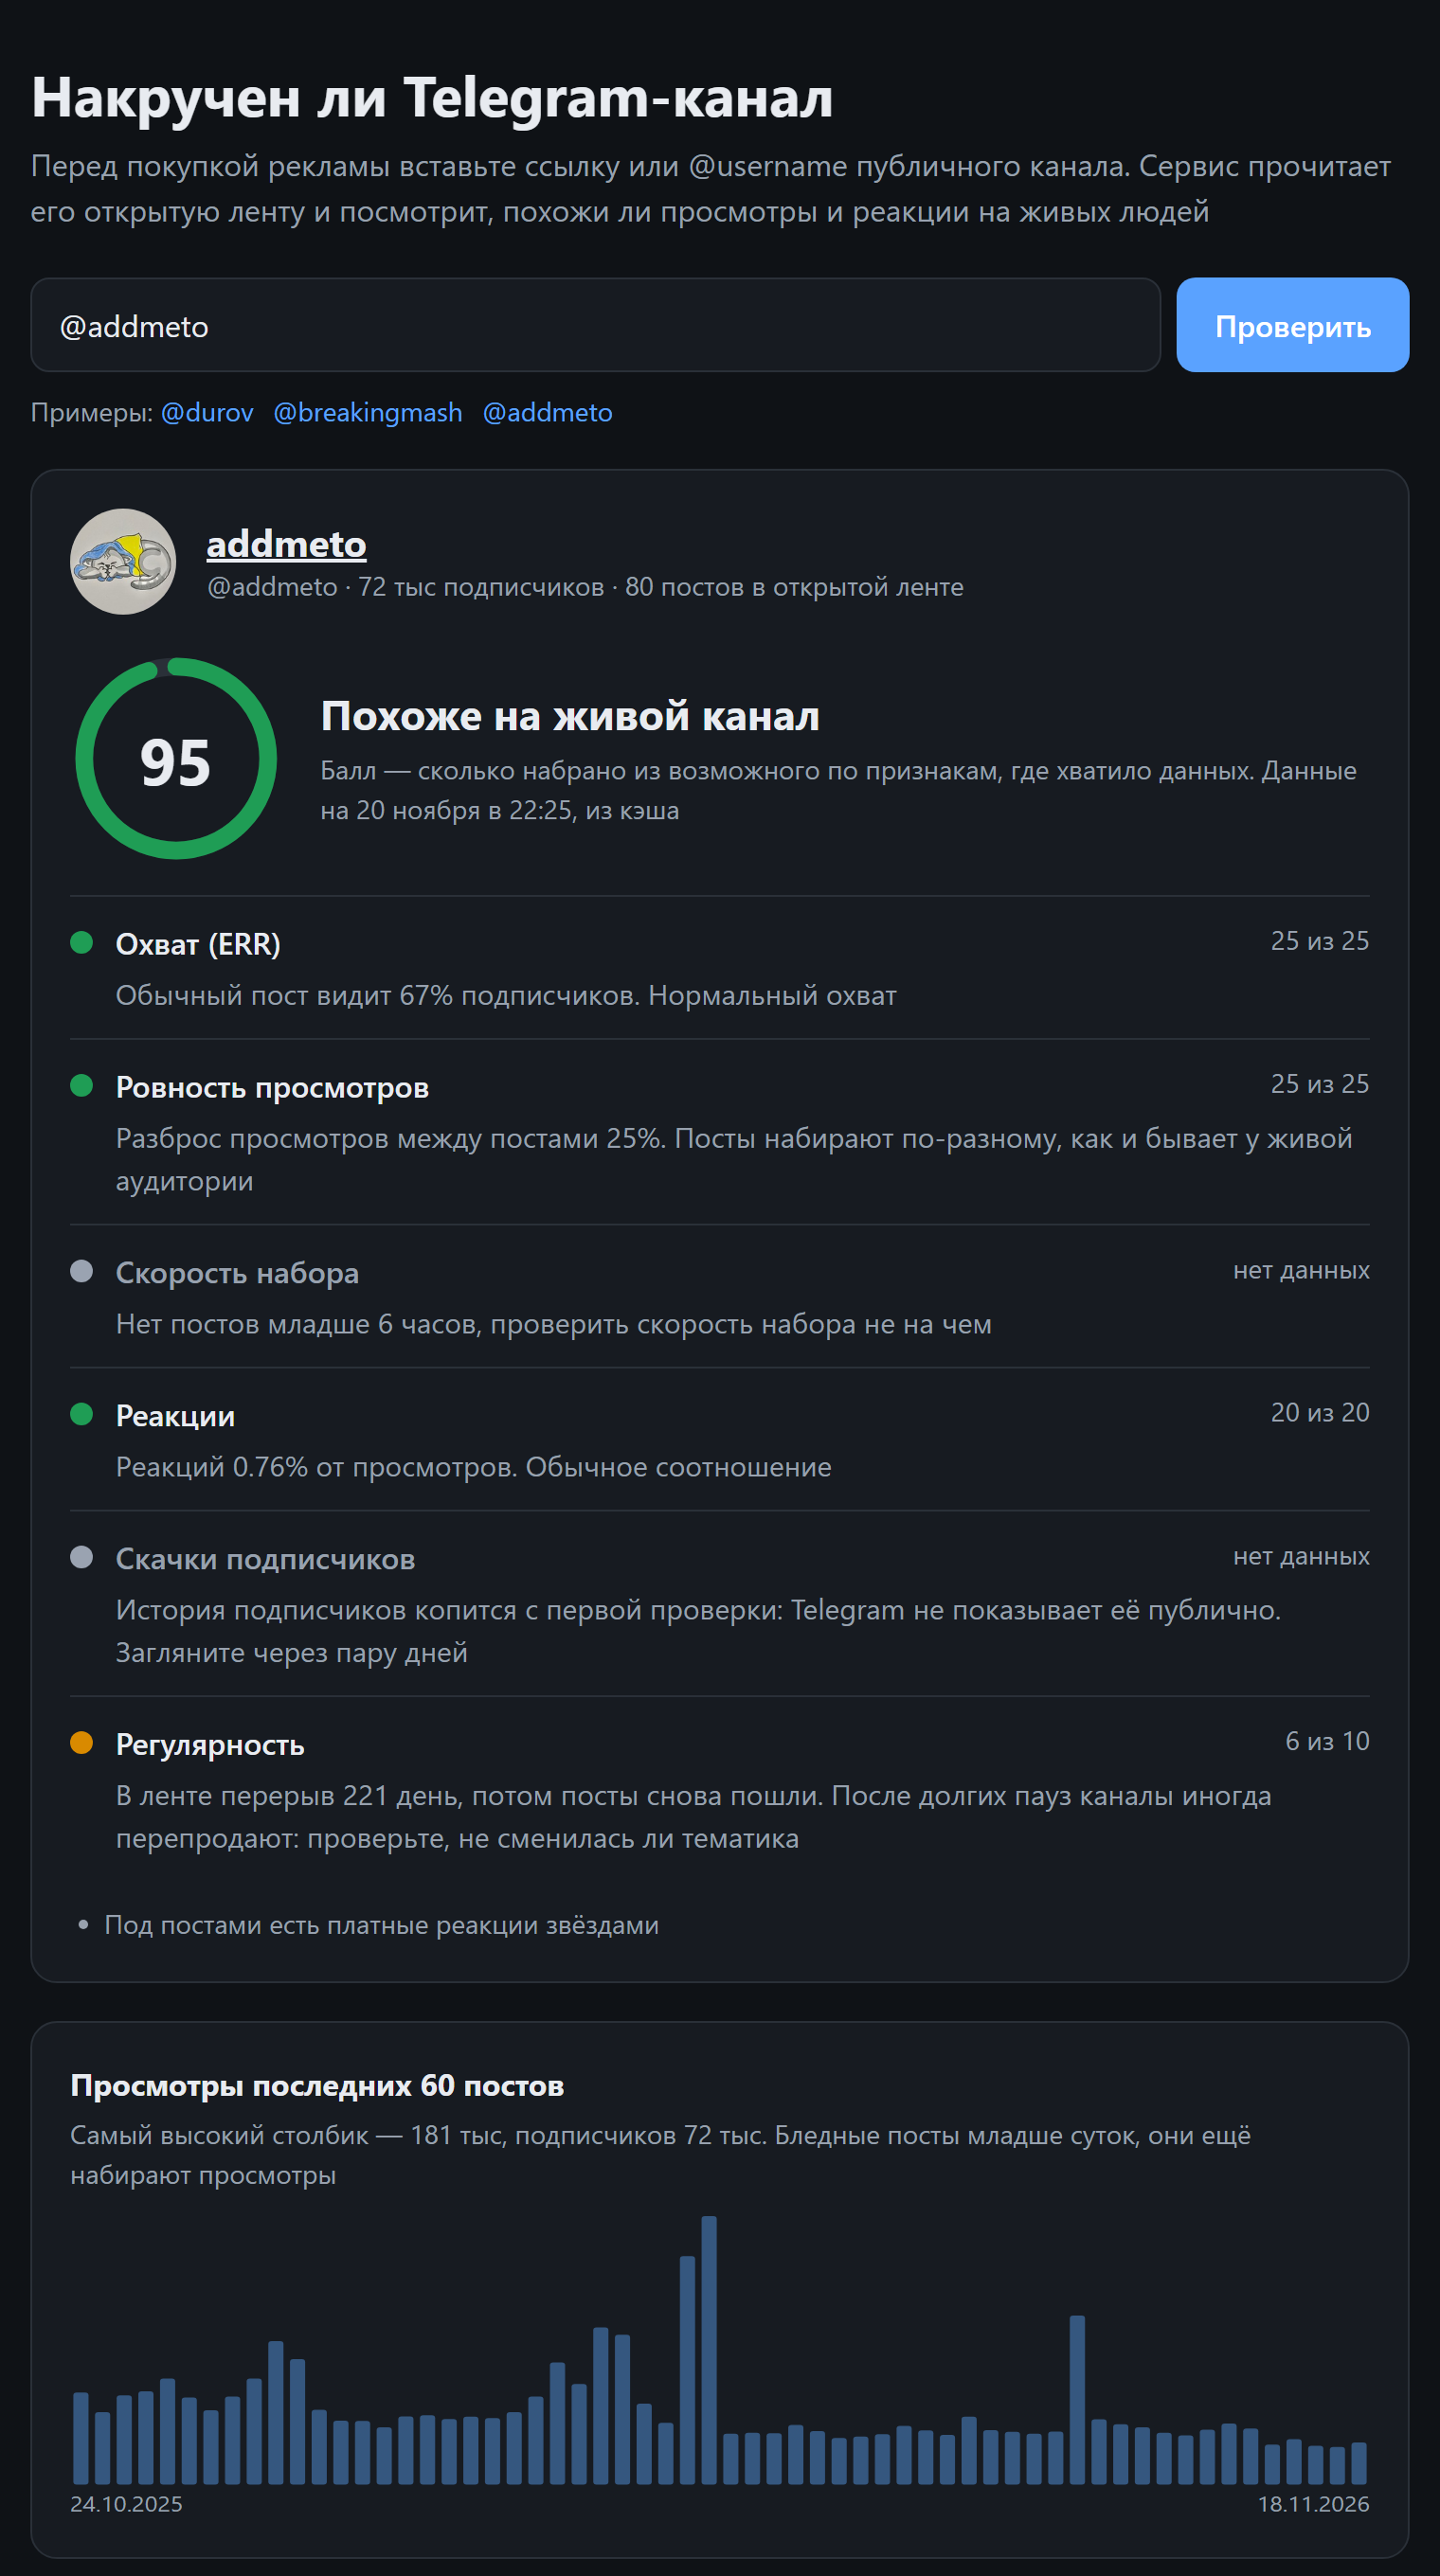 Накручен ли Telegram-канал
Перед покупкой рекламы вставьте ссылку или @username публичного канала. Сервис прочитает
его открытую ленту и посмотрит, похожи ли просмотры и реакции на живых людей
@addmeto
Проверить
Примеры: @durov @breakingmash @addmeto
addmeto
@addmeto · 72 тыс подписчиков · 80 постов в открытой ленте
95
Похоже на живой канал
Балл — сколько набрано из возможного по признакам, где хватило данных. Данные
на 20 ноября в 22:25, из кэша
Охват (ERR)
25 из 25
Обычный пост видит 67% подписчиков. Нормальный охват
Ровность просмотров
25 из 25
Разброс просмотров между постами 25%. Посты набирают по-разному, как и бывает у живой
аудитории
Скорость набора
нет данных
Нет постов младше 6 часов, проверить скорость набора не на чем
Реакции
20 из 20
Реакций 0.76% от просмотров. Обычное соотношение
Скачки подписчиков
нет данных
История подписчиков копится с первой проверки: Telegram не показывает её публично.
Загляните через пару дней
Регулярность
6 из 10
В ленте перерыв 221 день, потом посты снова пошли. После долгих пауз каналы иногда
перепродают: проверьте, не сменилась ли тематика
• Под постами есть платные реакции звёздами
Просмотры последних 60 постов
Самый высокий столбик — 181 тыс, подписчиков 72 тыс. Бледные посты младше суток, они ещё
набирают просмотры
24.10.2025
18.11.2026